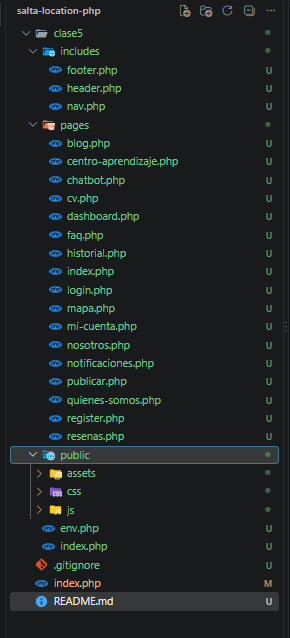 salta-location-php
clase5
includes
footer.php U
header.php U
nav.php U
pages
blog.php U
centro-aprendizaje.php U
chatbot.php U
cv.php U
dashboard.php U
faq.php U
historial.php U
index.php U
login.php U
mapa.php U
mi-cuenta.php U
nosotros.php U
notificaciones.php U
publicar.php U
quienes-somos.php U
register.php U
resenas.php U
public
assets
css
js
env.php U
index.php U
.gitignore U
index.php M
README.md U